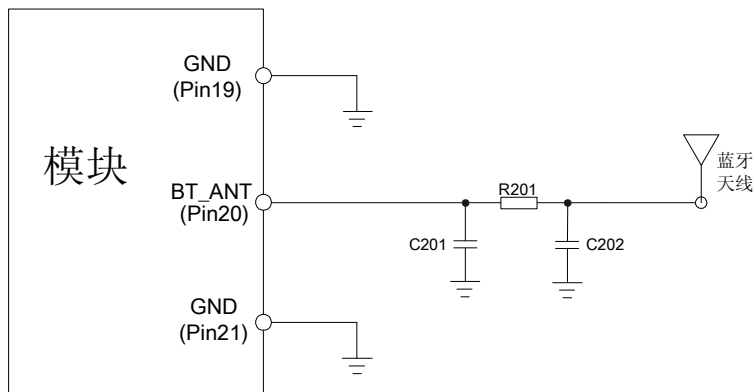 GND
(Pin19)
模块
BT_ANT
(Pin20)
R201
蓝牙
天线
C201
C202
GND
(Pin21)